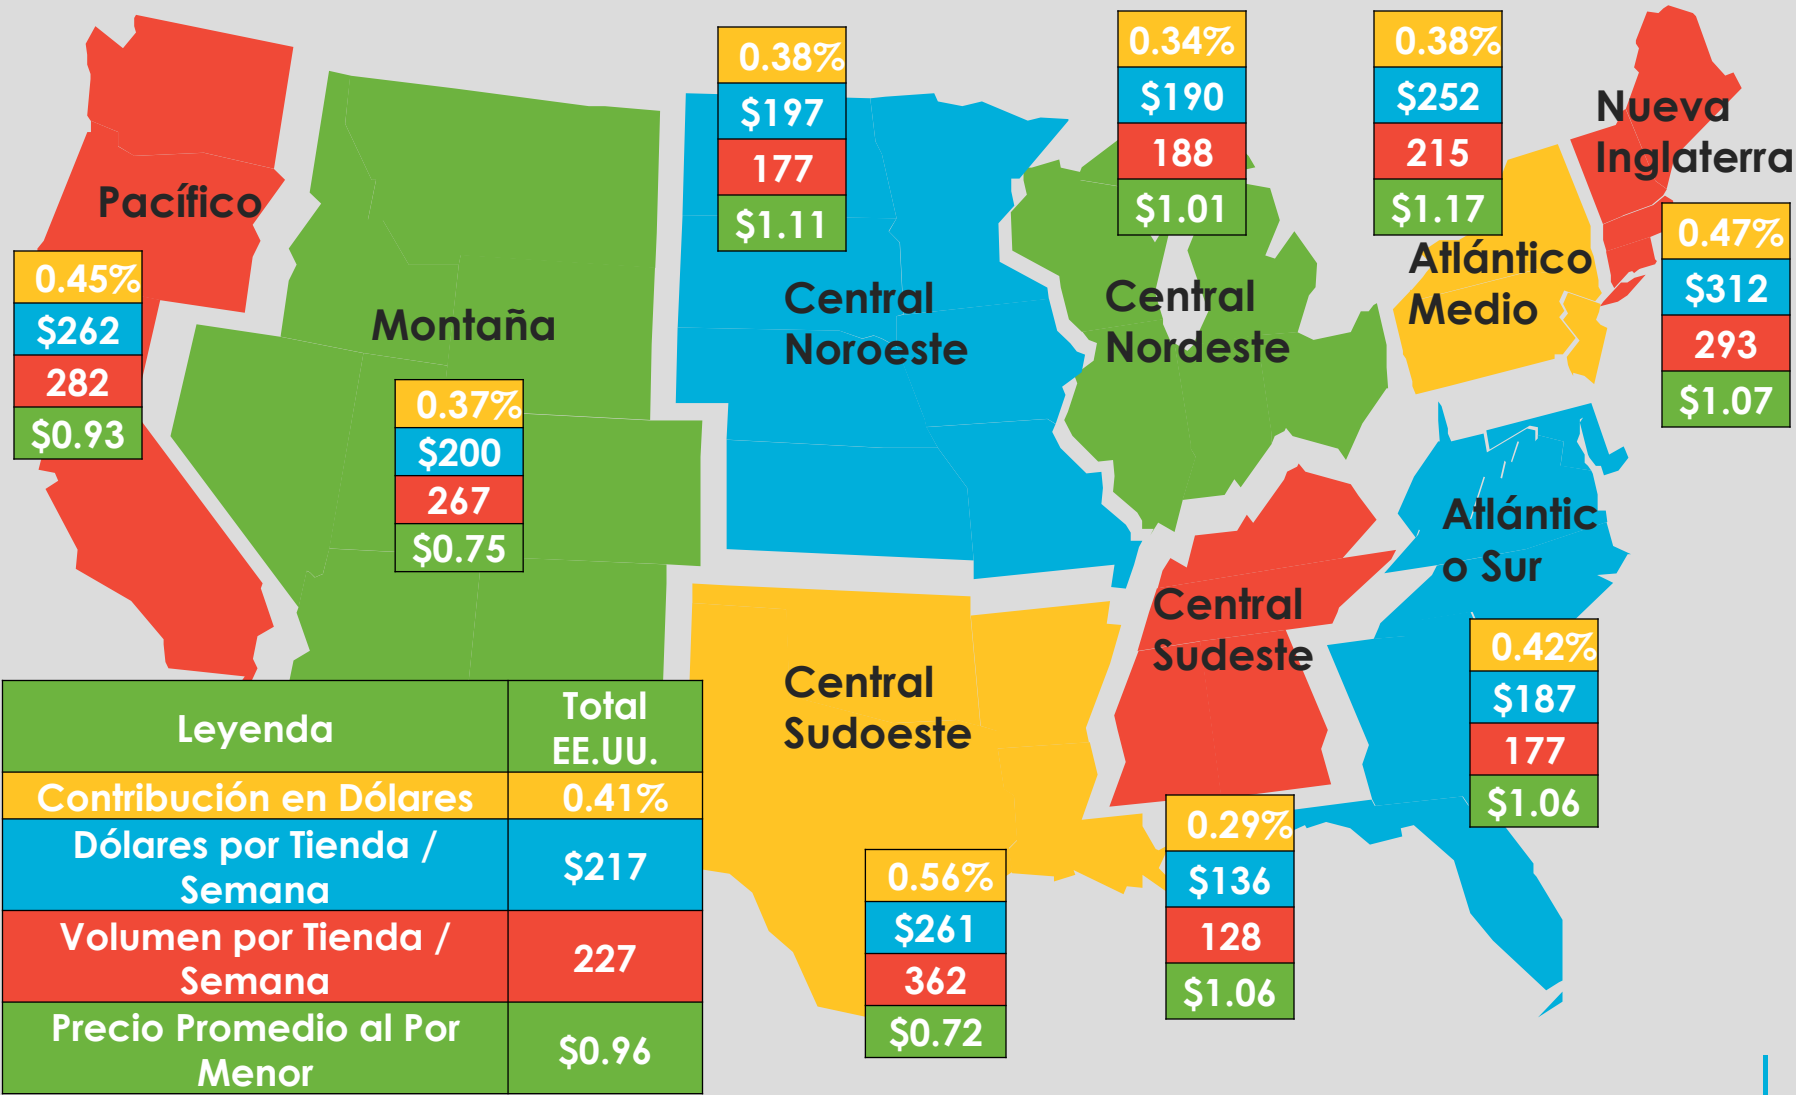 Pacífico
0.45%
$262
282
$0.93
Montaña
0.37%
$200
267
$0.75
0.38%
$197
177
$1.11
Central
Noroeste
0.34%
$190
188
$1.01
Central
Nordeste
0.38%
$252
215
$1.17
Atlántico
Medio
Nueva
Inglaterra
0.47%
$312
293
$1.07
Atlántic
o Sur
0.42%
$187
177
$1.06
Central
Sudeste
0.29%
$136
128
$1.06
Central
Sudoeste
0.56%
$261
362
$0.72
Leyenda
Total
EE.UU.
Contribución en Dólares
0.41%
Dólares por Tienda /
Semana
$217
Volumen por Tienda /
Semana
227
Precio Promedio al Por
Menor
$0.96